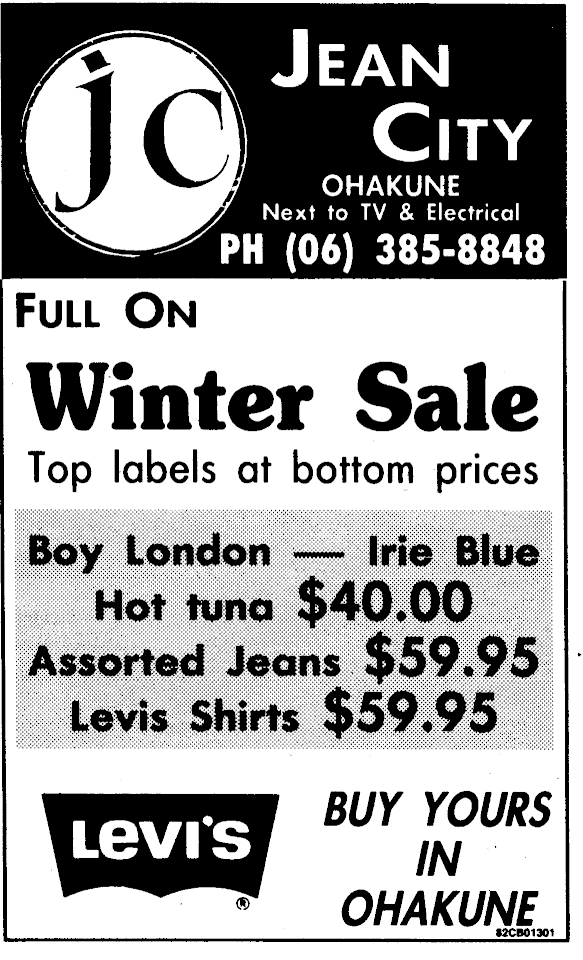 jc
JEAN
CITY
OHAKUNE
Next to TV & Electrical
PH (06) 385-8848
FULL ON
Winter Sale
Top labels at bottom prices
Boy London — Irie Blue
Hot tuna $40.00
Assorted Jeans $59.95
Levis Shirts $59.95
LEVI'S
®
BUY YOURS
IN
OHAKUNE
82CB01301